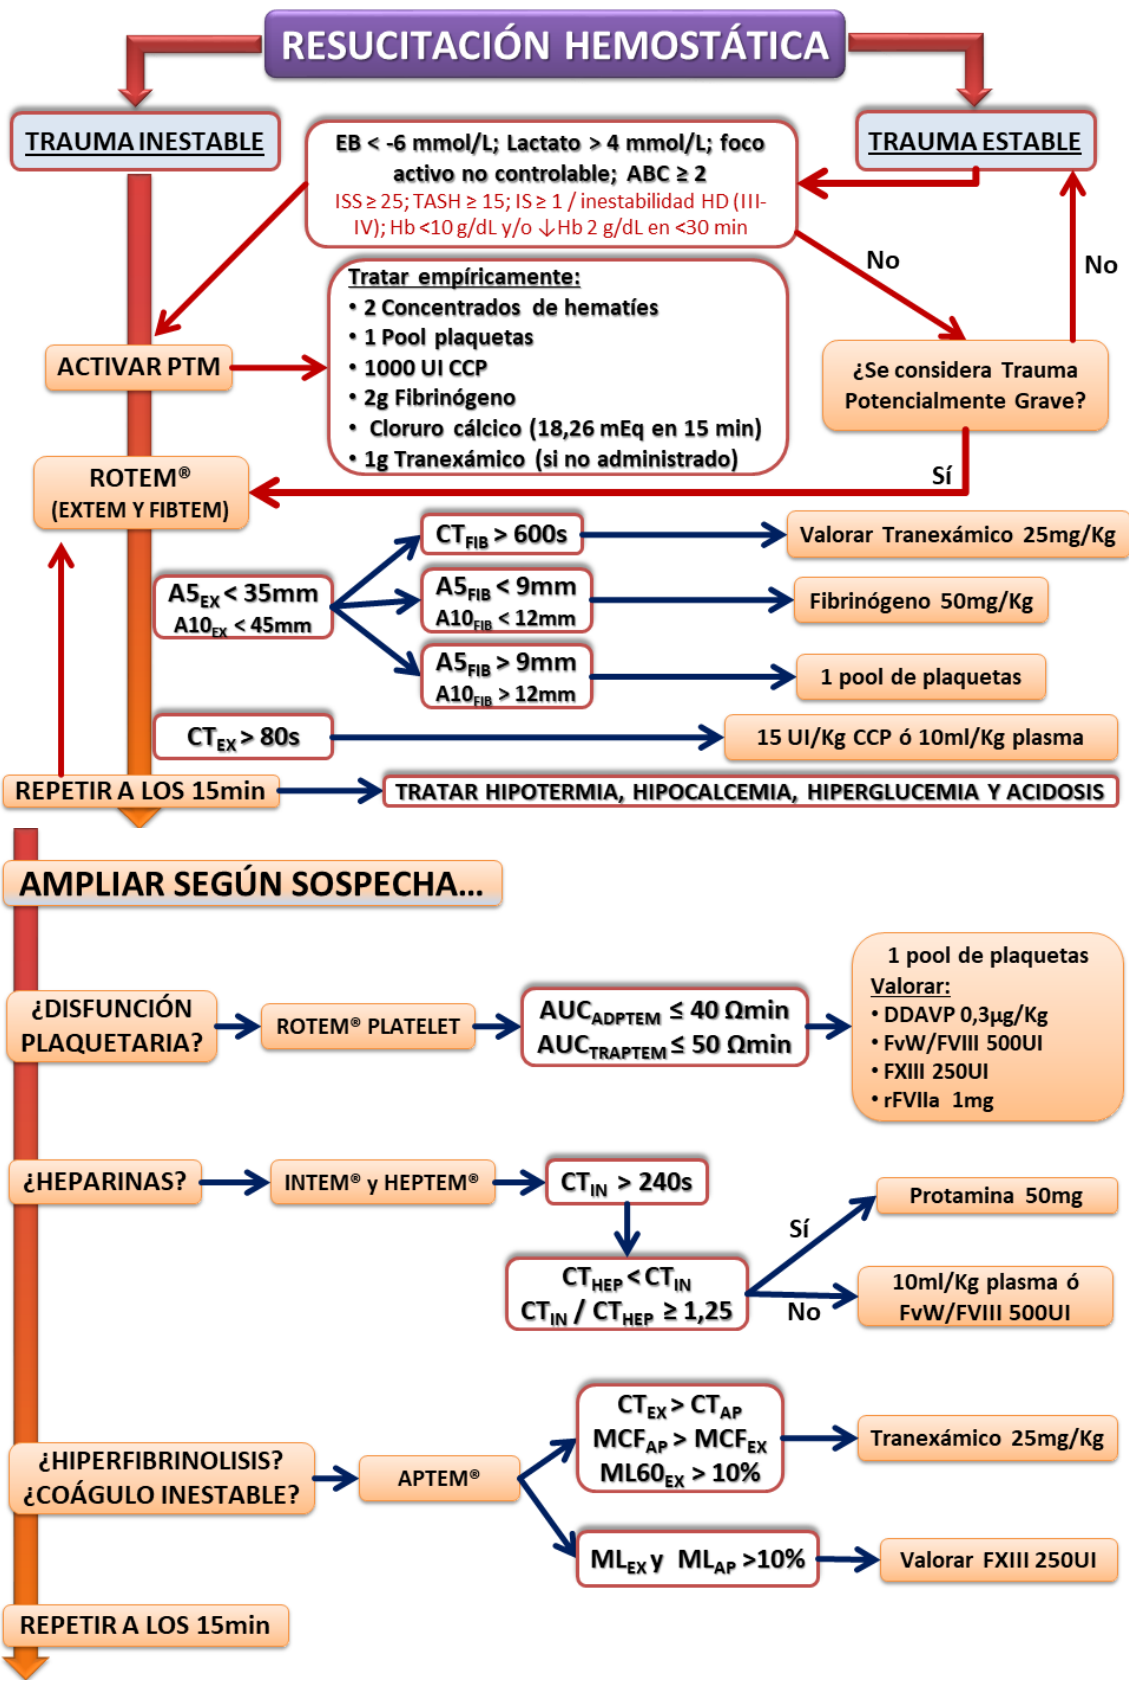 RESUCITACIÓN HEMOSTÁTICA
TRAUMA INESTABLE
EB < -6 mmol/L; Lactato > 4 mmol/L; foco
activo no controlable; ABC ≥ 2
ISS ≥ 25; TASH ≥ 15; IS ≥ 1 / inestabilidad HD (III-
IV); Hb <10 g/dL y/o ↓Hb 2 g/dL en <30 min
TRAUMA ESTABLE
No
No
ACTIVAR PTM
Tratar empíricamente:
• 2 Concentrados de hematíes
• 1 Pool plaquetas
• 1000 UI CCP
• 2g Fibrinógeno
• Cloruro cálcico (18,26 mEq en 15 min)
• 1g Tranexámico (si no administrado)
¿Se considera Trauma
Potencialmente Grave?
Sí
ROTEM®
(EXTEM Y FIBTEM)
A5EX < 35mm
A10EX < 45mm
CTFIB > 600s
Valorar Tranexámico 25mg/Kg
A5FIB < 9mm
A10FIB < 12mm
Fibrinógeno 50mg/Kg
A5FIB > 9mm
A10FIB > 12mm
1 pool de plaquetas
CTEX > 80s
15 UI/Kg CCP ó 10ml/Kg plasma
REPETIR A LOS 15min
TRATAR HIPOTERMIA, HIPOCALCEMIA, HIPERGLUCEMIA Y ACIDOSIS
AMPLIAR SEGÚN SOSPECHA...
¿DISFUNCIÓN
PLAQUETARIA?
ROTEM® PLATELET
AUCADPTEM ≤ 40 Ωmin
AUCTRAPTEM ≤ 50 Ωmin
1 pool de plaquetas
Valorar:
• DDAVP 0,3µg/Kg
• FvW/FVIII 500UI
• FXIII 250UI
• rFVIIa 1mg
¿HEPARINAS?
INTEM® y HEPTEM®
CTIN > 240s
CTHEP < CTIN
CTIN / CTHEP ≥ 1,25
Sí
Protamina 50mg
No
10ml/Kg plasma ó
FvW/FVIII 500UI
¿HIPERFIBRINOLISIS?
¿COÁGULO INESTABLE?
APTEM®
CTEX > CTAP
MCFAP > MCFEX
ML60EX > 10%
Tranexámico 25mg/Kg
MLEX y MLAP >10%
Valorar FXIII 250UI
REPETIR A LOS 15min